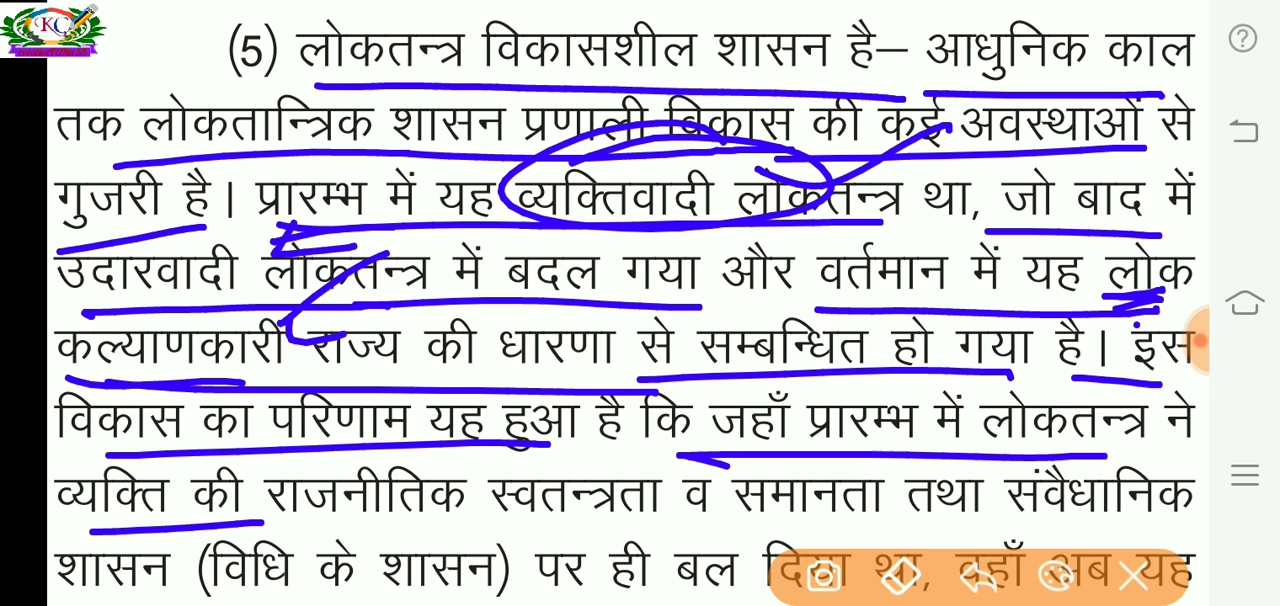 KC
(5) लोकतन्त्र विकासशील शासन है– आधुनिक काल
तक लोकतान्त्रिक शासन प्रणाली विकास की कई अवस्थाओं से
गुजरी है। प्रारम्भ में यह व्यक्तिवादी लोकतन्त्र था, जो बाद में
उदारवादी लोकतन्त्र में बदल गया और वर्तमान में यह लोक
कल्याणकारी राज्य की धारणा से सम्बन्धित हो गया है। इस
विकास का परिणाम यह हुआ है कि जहाँ प्रारम्भ में लोकतन्त्र ने
व्यक्ति की राजनीतिक स्वतन्त्रता व समानता तथा संवैधानिक
शासन (विधि के शासन) पर ही बल दिया था, वहाँ अब यह